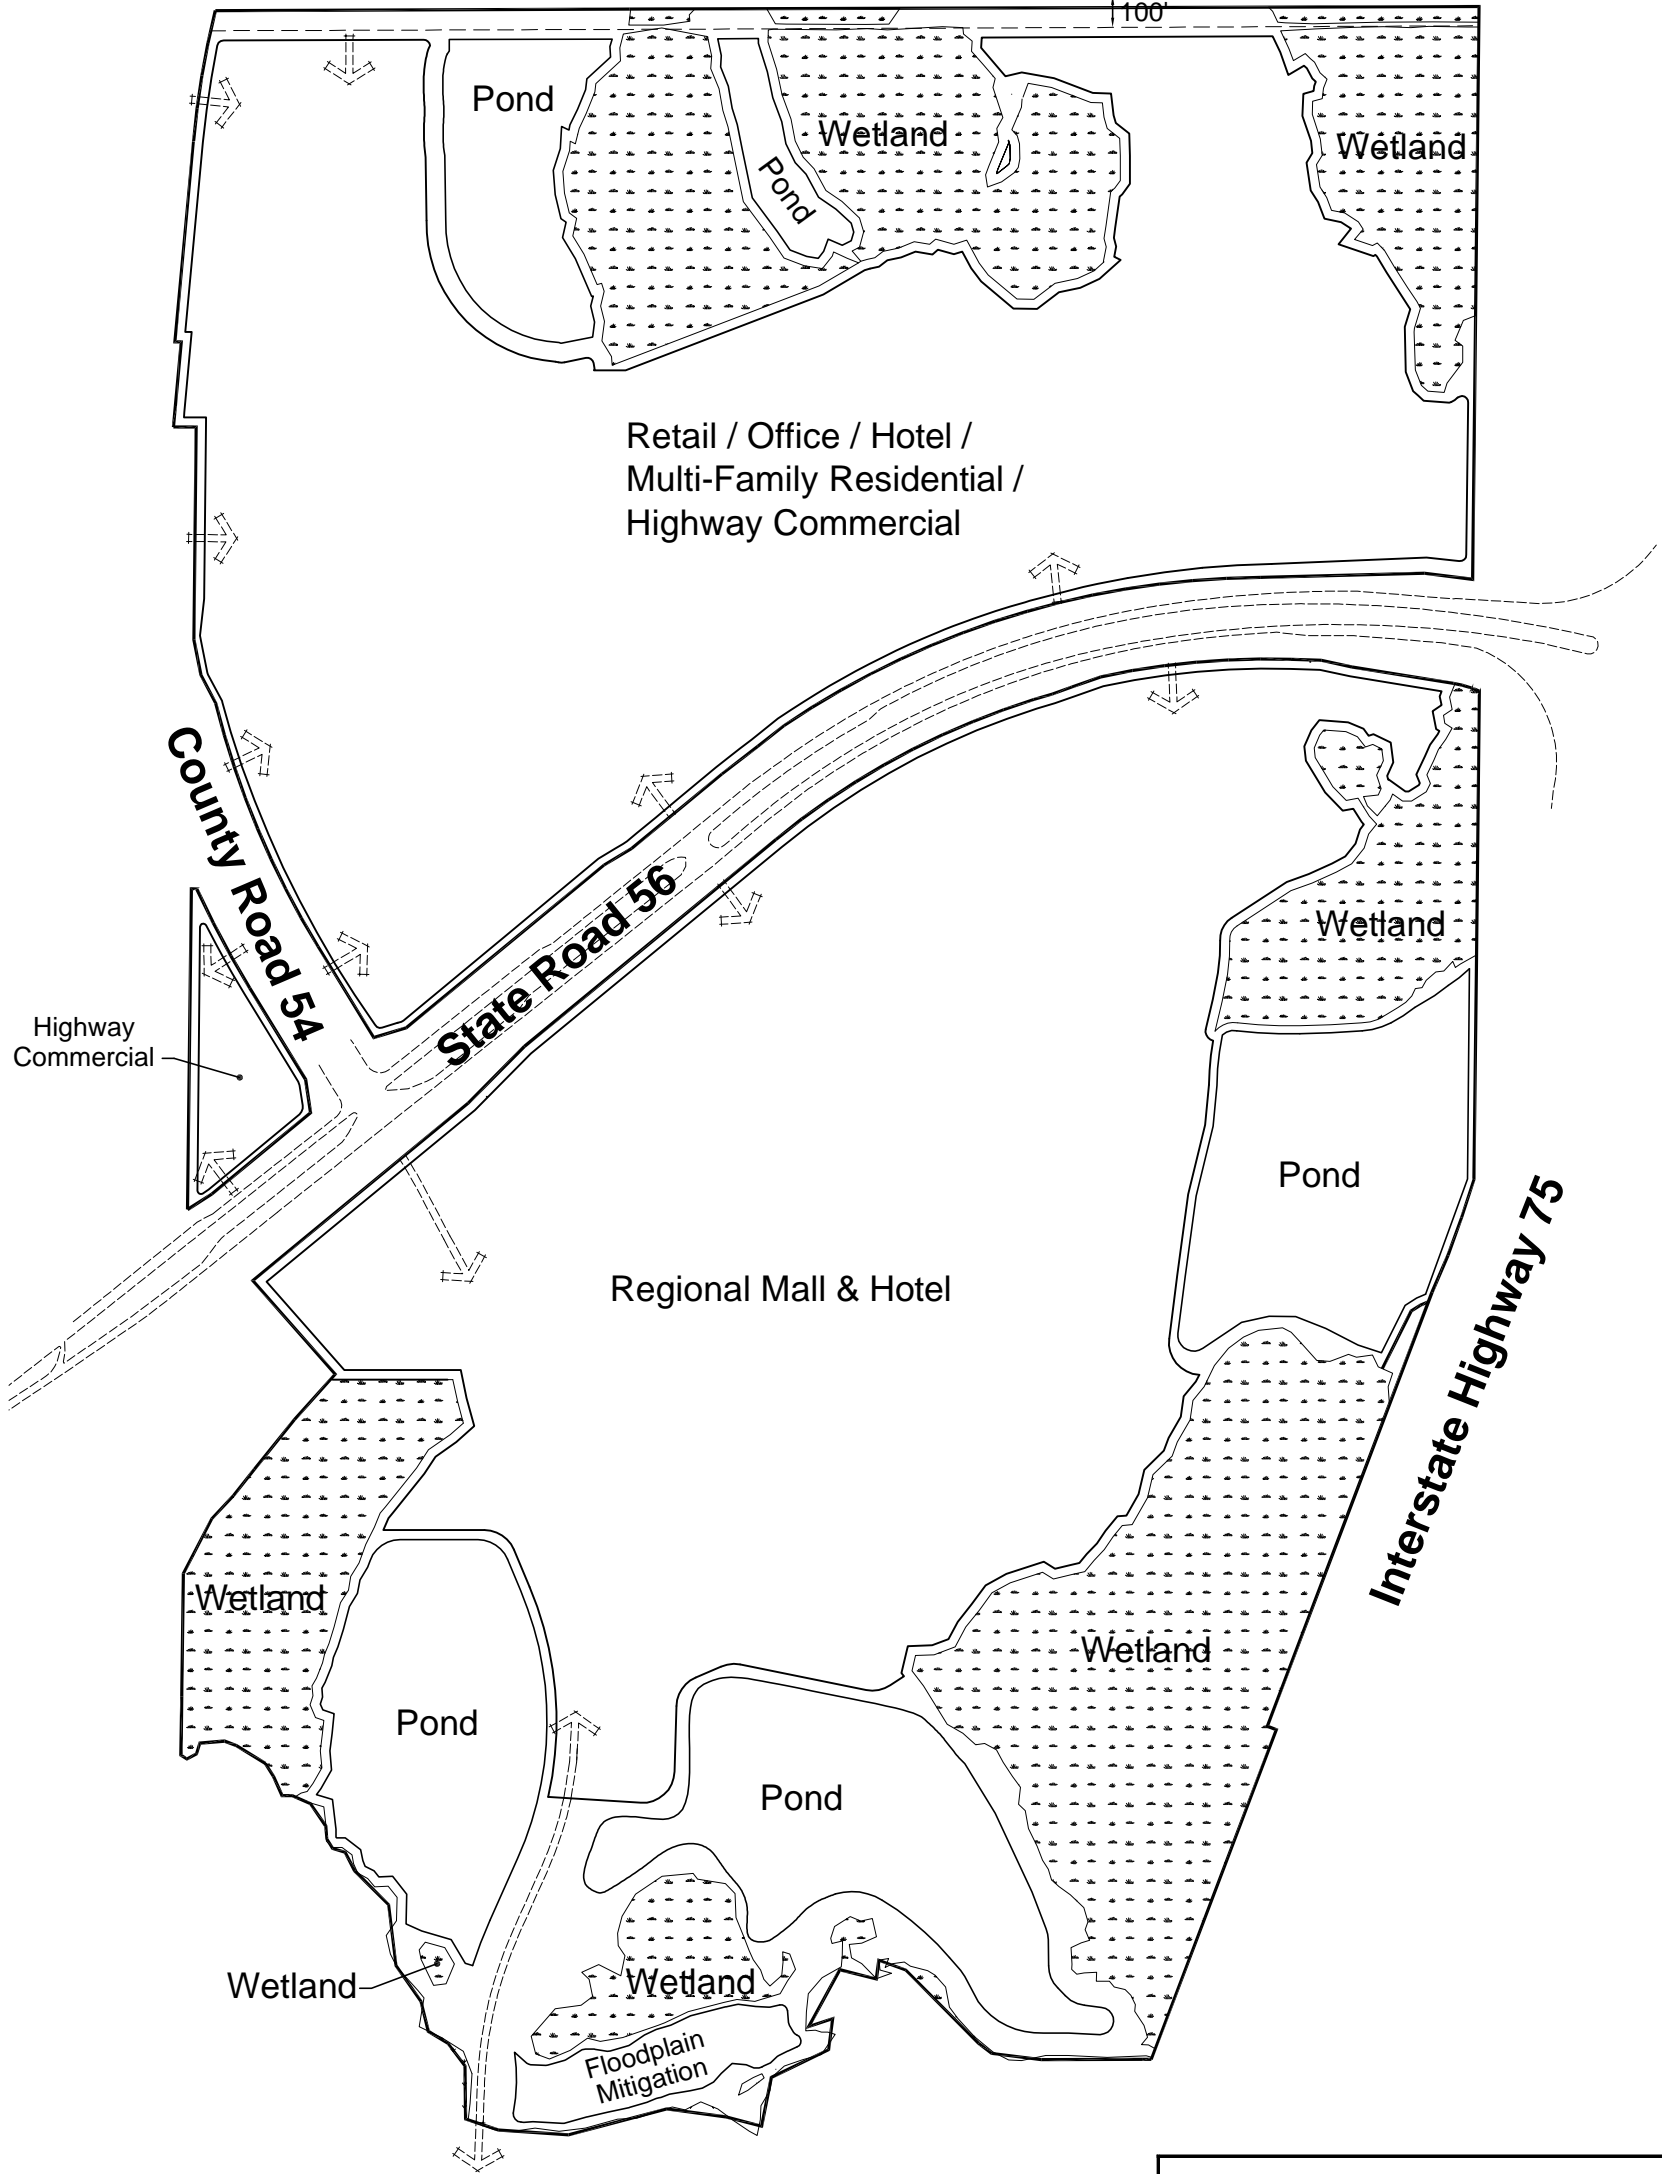 100'
Pond
Wetland
Wetland
Pond
Retail / Office / Hotel /
Multi-Family Residential /
Highway Commercial
County Road 54
State Road 56
Wetland
Highway
Commercial
Pond
Regional Mall & Hotel
Interstate Highway 75
Wetland
Wetland
Pond
Pond
Wetland
Wetland
Floodplain
Mitigation